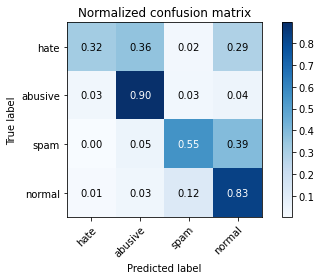 Normalized confusion matrix
True label
hate 0.32 0.36 0.02 0.29
abusive 0.03 0.90 0.03 0.04
spam 0.00 0.05 0.55 0.39
normal 0.01 0.03 0.12 0.83
hate abusive spam normal
Predicted label
0.8
0.7
0.6
0.5
0.4
0.3
0.2
0.1